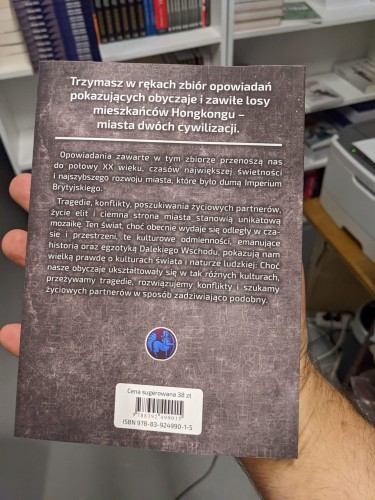 Trzymasz w rękach zbiór opowiadań
pokazujących obyczaje i zawiłe losy
mieszkańców Hongkongu –
miasta dwóch cywilizacji.
Opowiadania zawarte w tym zbiorze przenoszą nas
do połowy XX wieku, czasów największej świetności
i najszybszego rozwoju miasta, które było dumą Imperium
Brytyjskiego.
Tragedie, konflikty, poszukiwania życiowych partnerów,
życie elit i ciemna strona miasta stanowią unikatową
mozaikę. Ten świat, choć obecnie wydaje się odległy w cza-
sie i przestrzeni, te kulturowe odmienności, emanujące
historią oraz egzotyką Dalekiego Wschodu, pokazują nam
wielką prawdę o kulturach świata i naturze ludzkiej: Choć
nasze obyczaje ukształtowały się w tak różnych kulturach,
przeżywamy tragedie, rozwiązujemy konflikty i szukamy
życiowych partnerów w sposób zadziwiająco podobny.
Cena sugerowana 38 zł
9788392499015
ISBN 978-83-924990-1-5